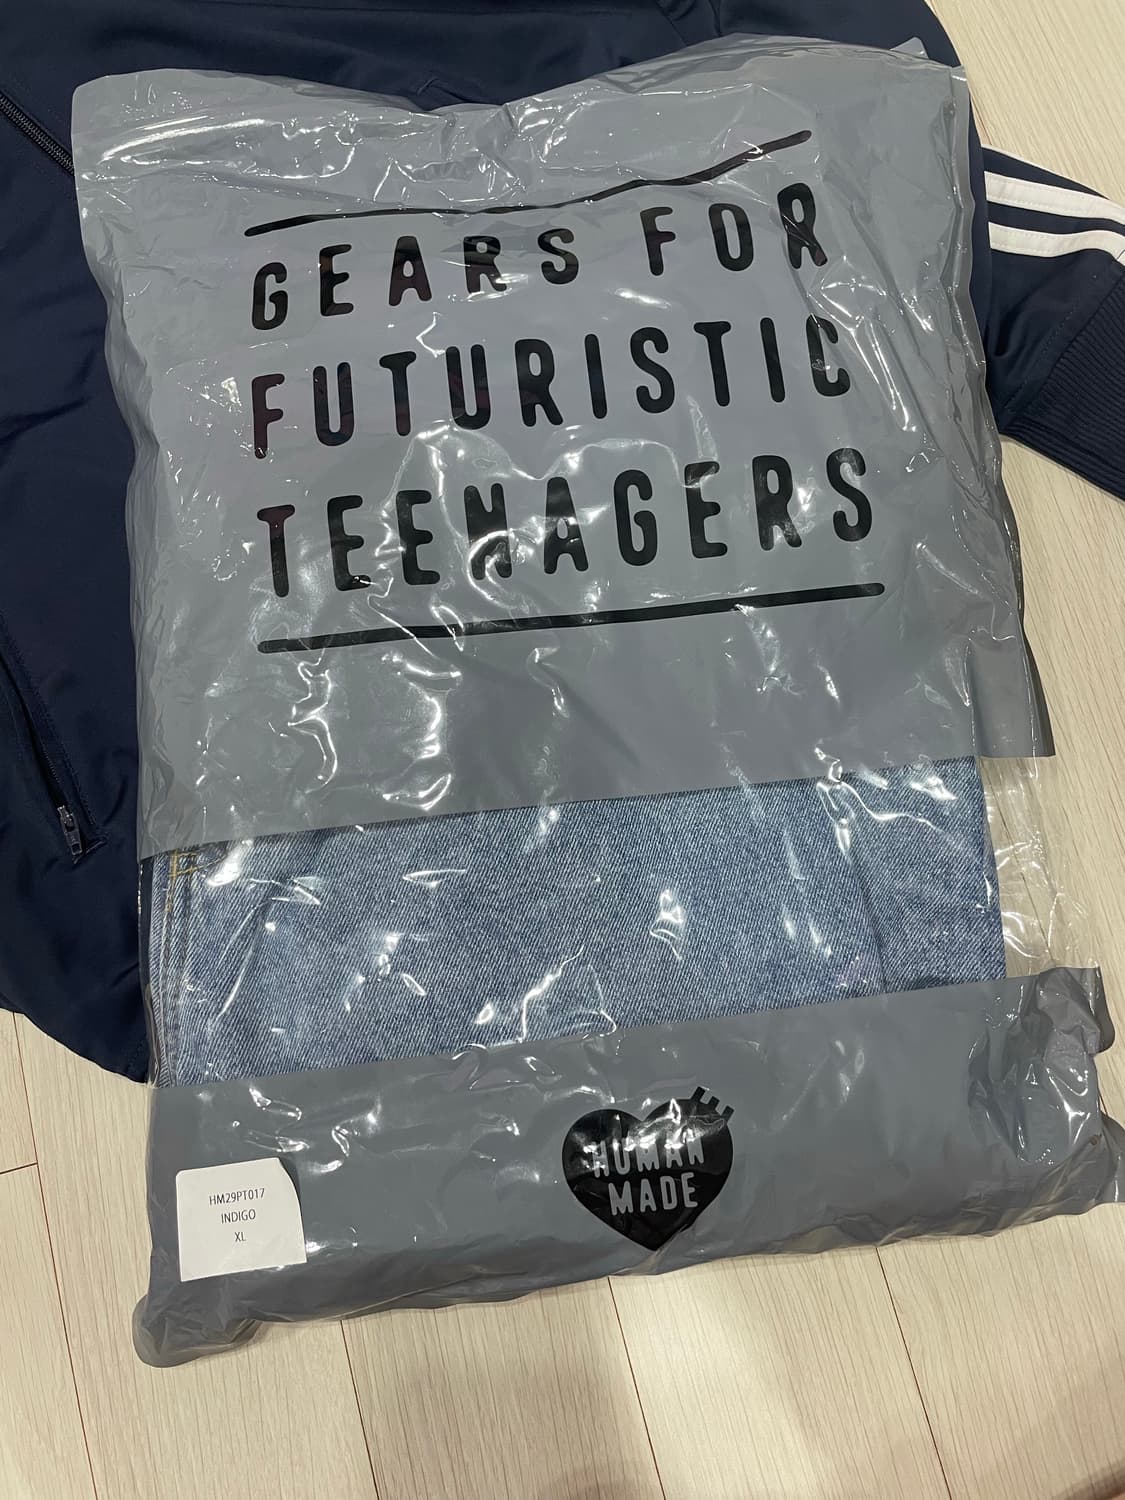 GEARS FOR
FUTURISTIC
TEENAGERS
HUMAN
MADE
HM29PT017
INDIGO
XL